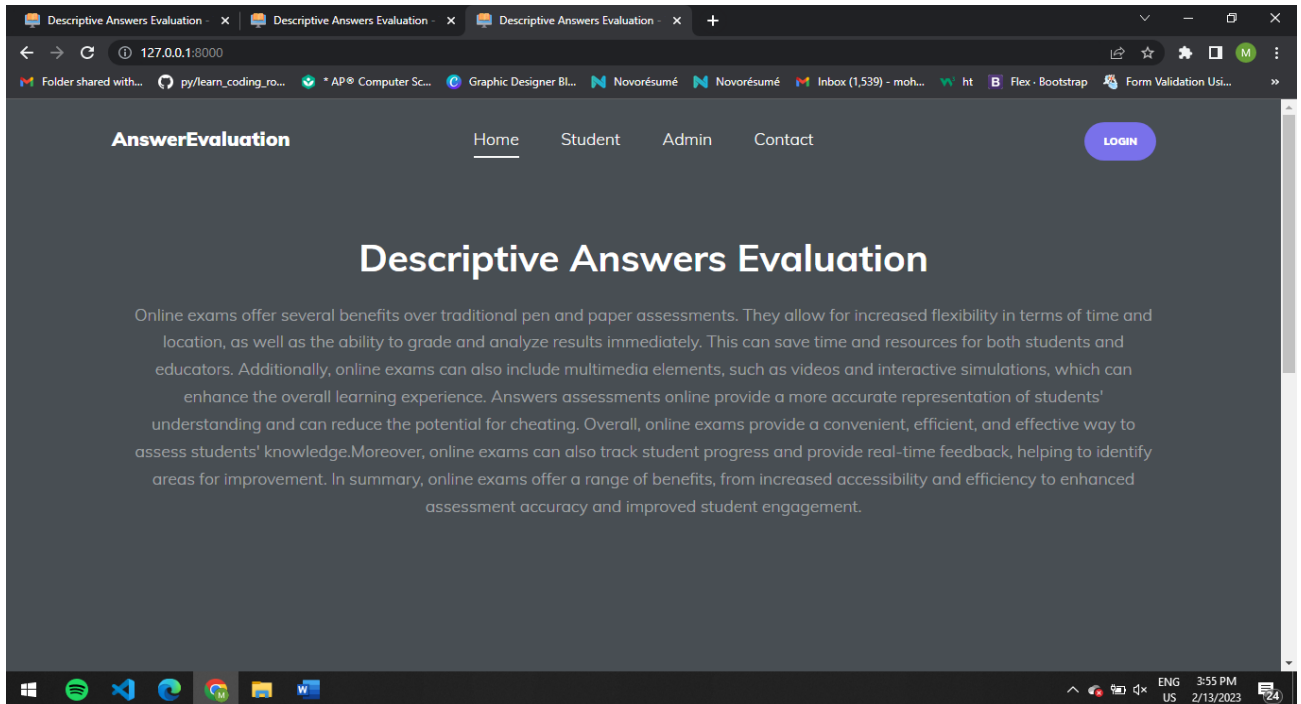 Descriptive Answers Evaluation - Descriptive Answers Evaluation - Descriptive Answers Evaluation -
127.0.0.1:8000 M
Folder shared with... py/learn_coding_ro... * AP® Computer Sc... Graphic Designer Bl... Novorésumé Novorésumé Inbox (1,539) - moh... ht B Flex · Bootstrap Form Validation Usi... »
AnswerEvaluation Home Student Admin Contact LOGIN
Descriptive Answers Evaluation
Online exams offer several benefits over traditional pen and paper assessments. They allow for increased flexibility in terms of time and
location, as well as the ability to grade and analyze results immediately. This can save time and resources for both students and
educators. Additionally, online exams can also include multimedia elements, such as videos and interactive simulations, which can
enhance the overall learning experience. Answers assessments online provide a more accurate representation of students'
understanding and can reduce the potential for cheating. Overall, online exams provide a convenient, efficient, and effective way to
assess students' knowledge.Moreover, online exams can also track student progress and provide real-time feedback, helping to identify
areas for improvement. In summary, online exams offer a range of benefits, from increased accessibility and efficiency to enhanced
assessment accuracy and improved student engagement.
ENG 3:55 PM
US 2/13/2023 24